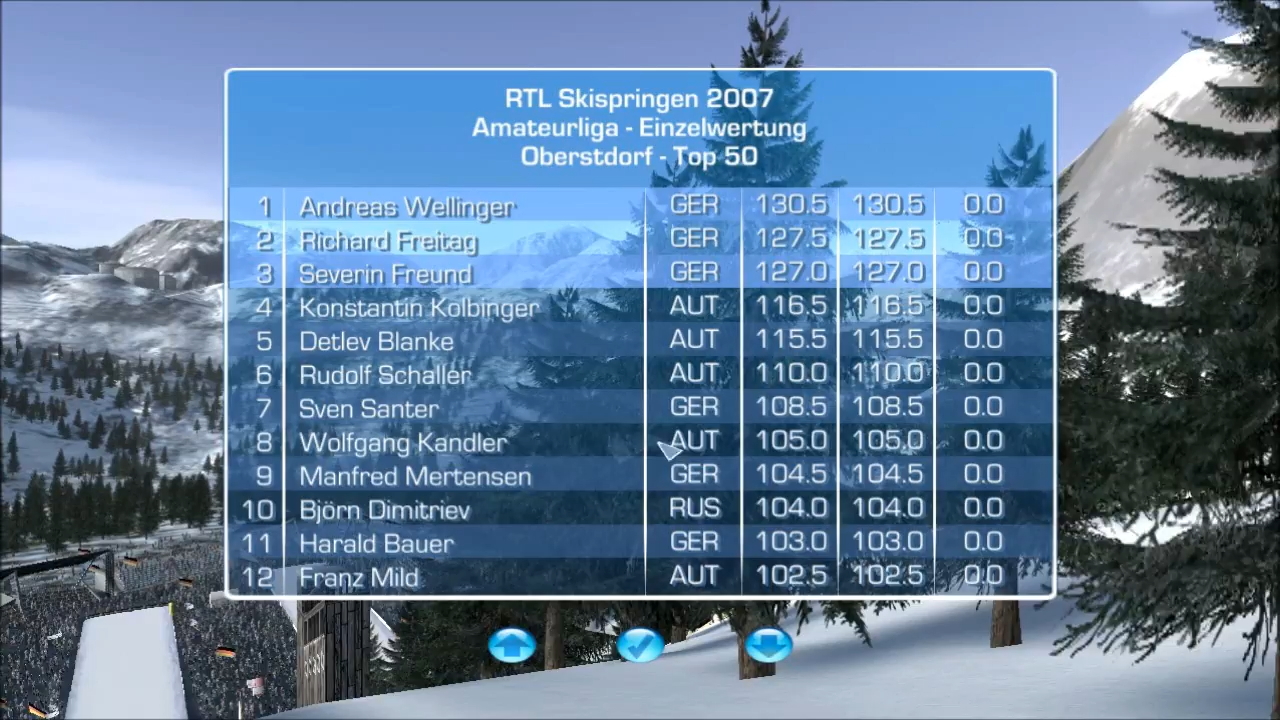 RTL Skispringen 2007
Amateurliga - Einzelwertung
Oberstdorf - Top 50
1 Andreas Wellinger GER 130.5 130.5 0.0
2 Richard Freitag GER 127.5 127.5 0.0
3 Severin Freund GER 127.0 127.0 0.0
4 Konstantin Kolbinger AUT 116.5 116.5 0.0
5 Detlev Blanke AUT 115.5 115.5 0.0
6 Rudolf Schaller AUT 110.0 110.0 0.0
7 Sven Santer GER 108.5 108.5 0.0
8 Wolfgang Kandler AUT 105.0 105.0 0.0
9 Manfred Mertensen GER 104.5 104.5 0.0
10 Björn Dimitriev RUS 104.0 104.0 0.0
11 Harald Bauer GER 103.0 103.0 0.0
12 Franz Mild AUT 102.5 102.5 0.0